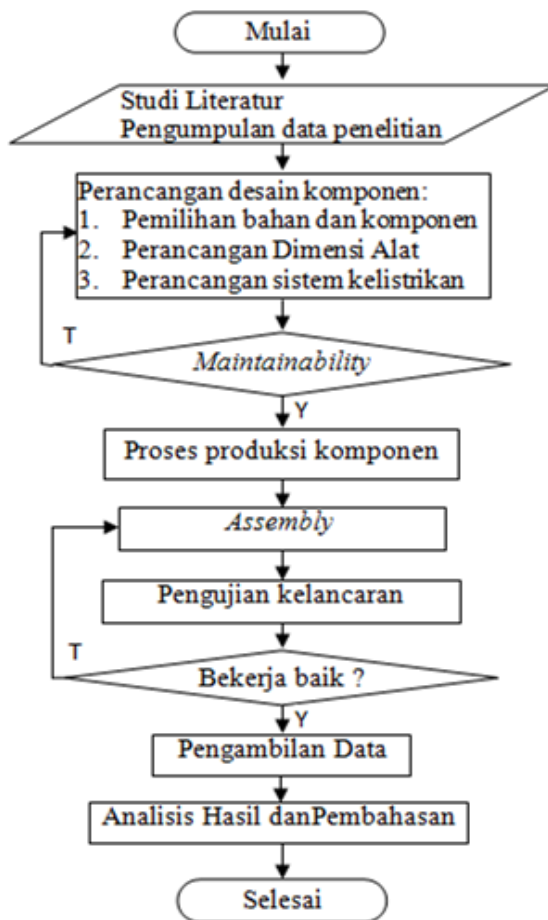 Mulai
Studi Literatur
Pengumpulan data penelitian
Perancangan desain komponen:
1. Pemilihan bahan dan komponen
2. Perancangan Dimensi Alat
3. Perancangan sistem kelistrikan
T
Maintainability
Y
Proses produksi komponen
Assembly
Pengujian kelancaran
T
Bekerja baik ?
Y
Pengambilan Data
Analisis Hasil danPembahasan
Selesai